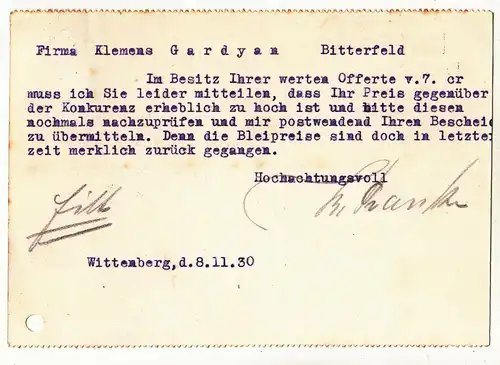 Firma Klemens G a r d y a n Bitterfeld
Im Besitz Ihrer werten Offerte v.7. cr
muss ich Sie leider mitteilen, dass Ihr Preis gegenüber
der Konkurenz erheblich zu hoch ist und bitte diesen
nochmals nachzuprüfen und mir postwendend Ihren Beschei
zu übermitteln. Denn die Bleipreise sind doch in letzter
zeit merklich zurück gegangen.
Hochachtungsvoll
Wittenberg,d.8.11.30